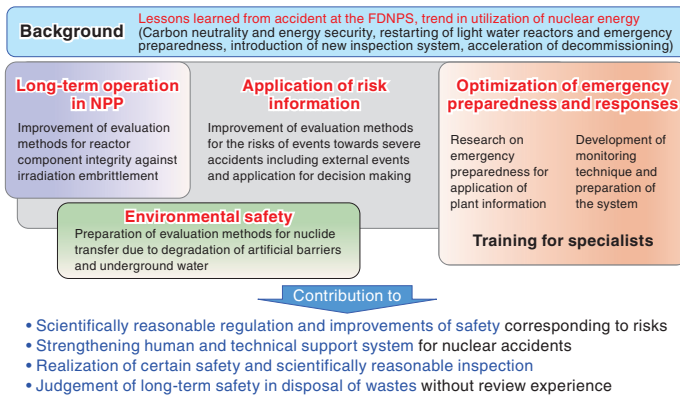 Background
Lessons learned from accident at the FDNPS, trend in utilization of nuclear energy
(Carbon neutrality and energy security, restarting of light water reactors and emergency
preparedness, introduction of new inspection system, acceleration of decommissioning)
Long-term operation
in NPP
Improvement of evaluation
methods for reactor
component integrity against
irradiation embrittlement
Application of risk
information
Improvement of evaluation methods
for the risks of events towards severe
accidents including external events
and application for decision making
Optimization of emergency
preparedness and responses
Research on
emergency
preparedness for
application of
plant information
Development of
monitoring
technique and
preparation of
the system
Training for specialists
Environmental safety
Preparation of evaluation methods for nuclide
transfer due to degradation of artificial barriers
and underground water
Contribution to
• Scientifically reasonable regulation and improvements of safety corresponding to risks
• Strengthening human and technical support system for nuclear accidents
• Realization of certain safety and scientifically reasonable inspection
• Judgement of long-term safety in disposal of wastes without review experience